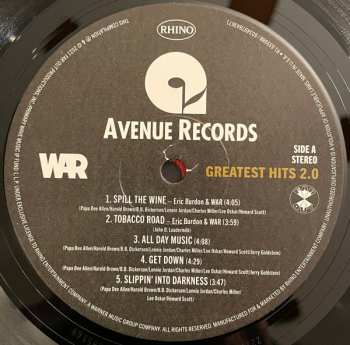 RHINO
AVENUE RECORDS
WAR
GREATEST HITS 2.0
SIDE A
STEREO
1. SPILL THE WINE – Eric Burdon & WAR (4:05)
(Papa Dee Allen/Harold Brown/B.B. Dickerson/Lonnie Jordan/Charles Miller/Lee Oskar/Howard Scott)
2. TOBACCO ROAD – Eric Burdon & WAR (3:59)
(John D. Loudermilk)
3. ALL DAY MUSIC (4:08)
(Papa Dee Allen/Harold Brown/B.B. Dickerson/Lonnie Jordan/Charles Miller/Lee Oskar/Howard Scott/Jerry Goldstein)
4. GET DOWN (4:29)
(Papa Dee Allen/Harold Brown/B.B. Dickerson/Lonnie Jordan/Charles Miller/Lee Oskar/Howard Scott/Jerry Goldstein)
5. SLIPPIN' INTO DARKNESS (3:47)
(Papa Dee Allen/Harold Brown/B.B. Dickerson/Lonnie Jordan/Charles Miller/
Lee Oskar/Howard Scott)